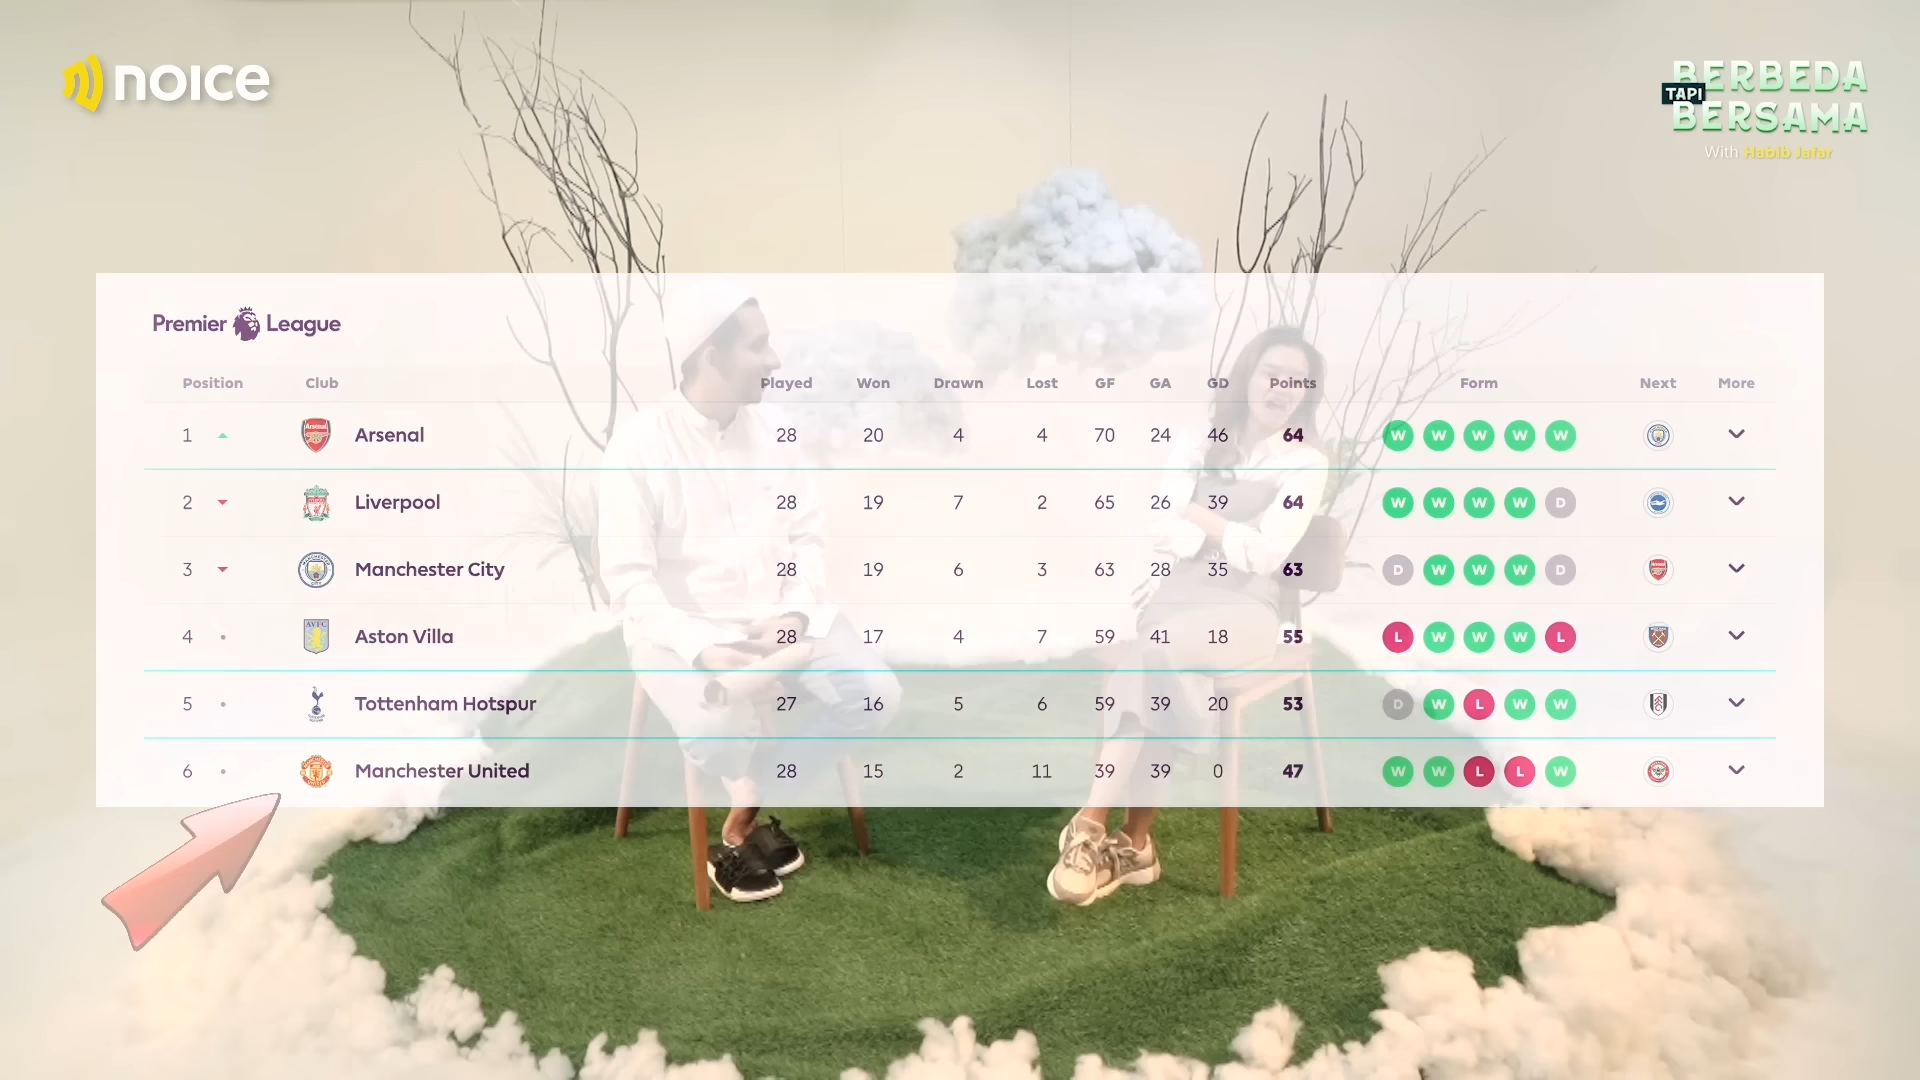 noice
BERBEDA
TAPI
BERSAMA
With Habib Jafar
Premier League
Position Club Played Won Drawn Lost GF GA GD Points Form Next More
1 Arsenal 28 20 4 4 70 24 46 64 W W W W W
2 Liverpool 28 19 7 2 65 26 39 64 W W W W D
3 Manchester City 28 19 6 3 63 28 35 63 D W W W D
4 Aston Villa 28 17 4 7 59 41 18 55 L W W W L
5 Tottenham Hotspur 27 16 5 6 59 39 20 53 D W L W W
6 Manchester United 28 15 2 11 39 39 0 47 W W L L W